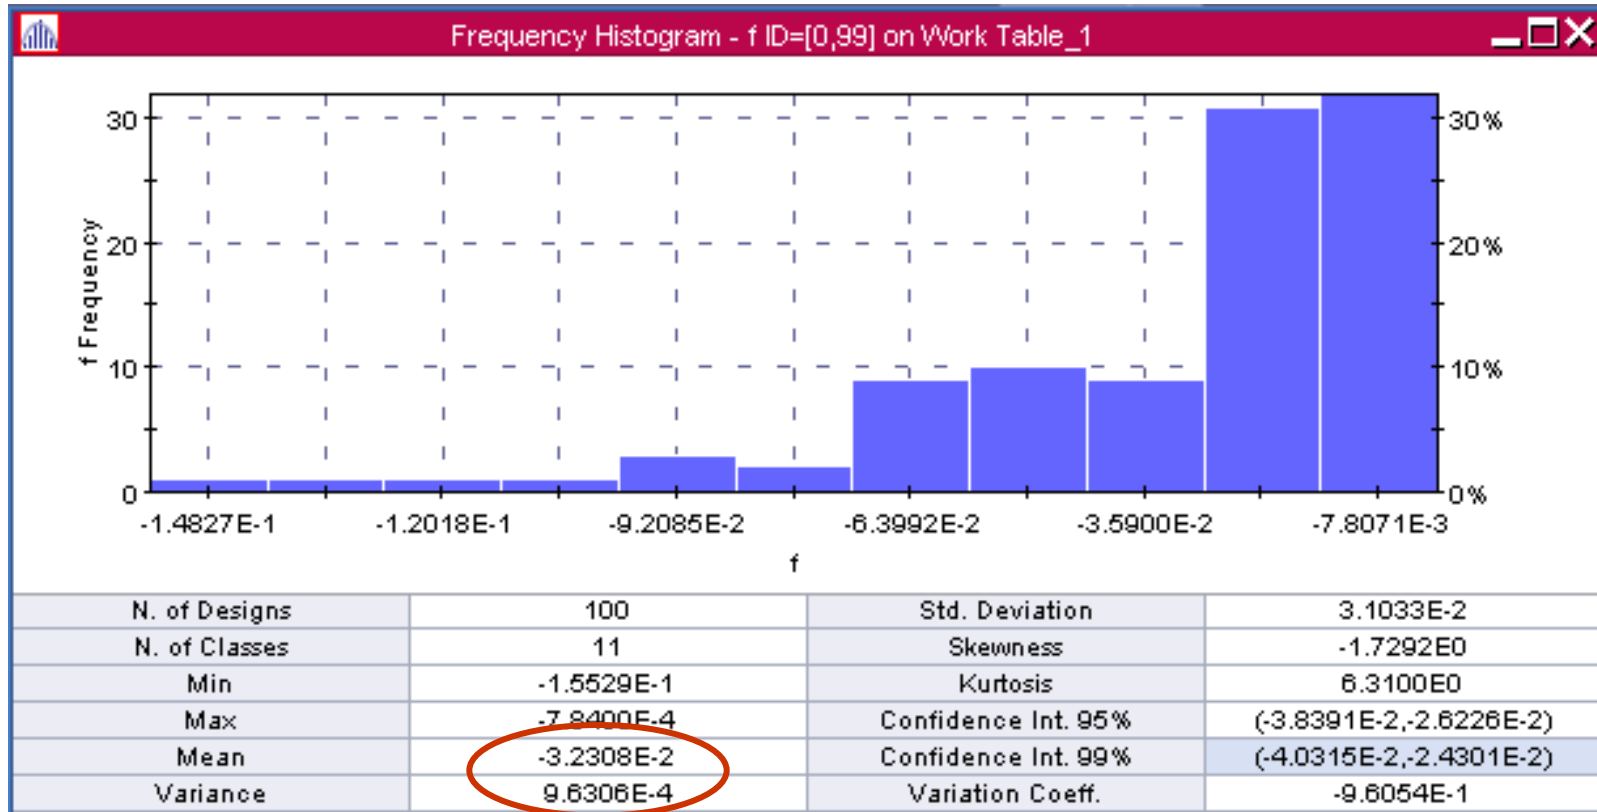 Frequency Histogram - f ID=[0,99] on Work Table_1
30
30%
20
20%
10
10%
0
0%
f Frequency
-1.4827E-1 -1.2018E-1 -9.2085E-2 -6.3992E-2 -3.5900E-2 -7.8071E-3
f
N. of Designs 100 Std. Deviation 3.1033E-2
N. of Classes 11 Skewness -1.7292E0
Min -1.5529E-1 Kurtosis 6.3100E0
Max -7.8400E-4 Confidence Int. 95% (-3.8391E-2,-2.6226E-2)
Mean -3.2308E-2 Confidence Int. 99% (-4.0315E-2,-2.4301E-2)
Variance 9.6306E-4 Variation Coeff. -9.6054E-1